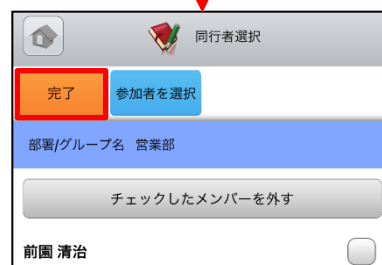 同行者選択
完了 参加者を選択
部署/グループ名 営業部
チェックしたメンバーを外す
前園 清治